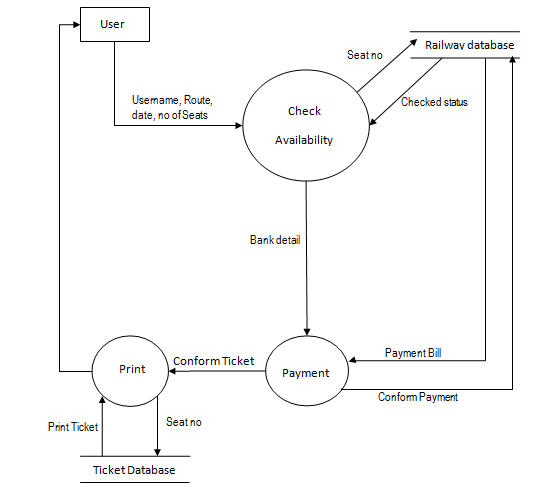 User
Seat no
Railway database
Username, Route,
date, no of Seats
Check
Availability
Checked status
Bank detail
Payment Bill
Conform Ticket
Print
Payment
Conform Payment
Print Ticket
Seat no
Ticket Database